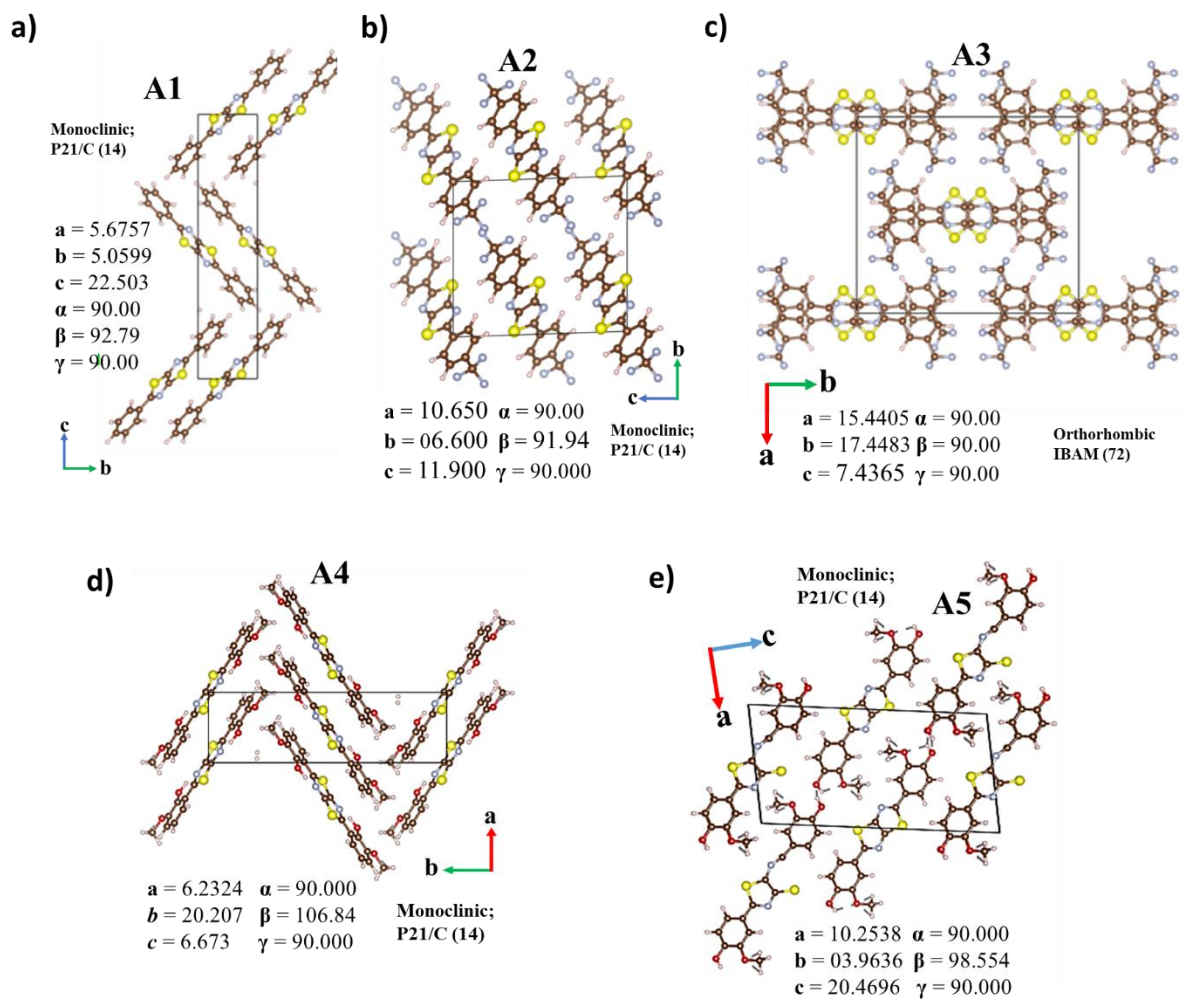 a)
A1
Monoclinic;
P21/C (14)
a = 5.6757
b = 5.0599
c = 22.503
α = 90.00
β = 92.79
γ = 90.00
c
b
b)
A2
b
c
a = 10.650 α = 90.00
b = 06.600 β = 91.94
c = 11.900 γ = 90.000
Monoclinic;
P21/C (14)
c)
A3
b
a
a = 15.4405 α = 90.00
b = 17.4483 β = 90.00
c = 7.4365 γ = 90.00
Orthorhombic
IBAM (72)
d)
A4
a
b
a = 6.2324 α = 90.000
b = 20.207 β = 106.84
c = 6.673 γ = 90.000
Monoclinic;
P21/C (14)
e)
Monoclinic;
P21/C (14)
A5
c
a
a = 10.2538 α = 90.000
b = 03.9636 β = 98.554
c = 20.4696 γ = 90.000